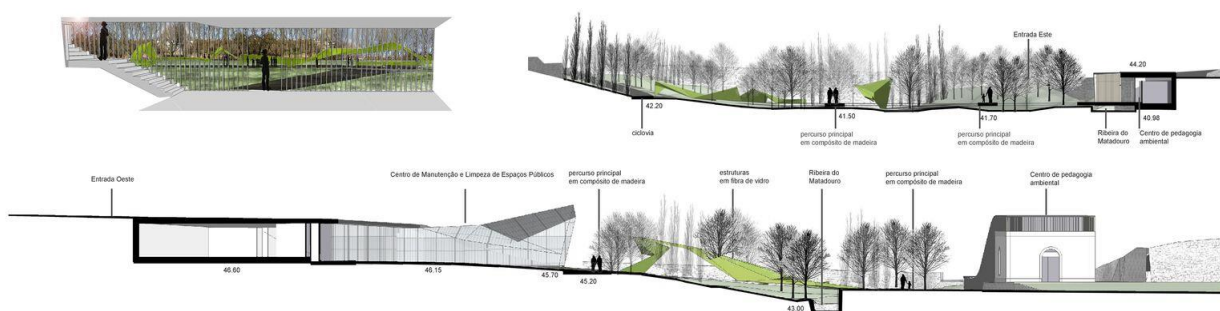 Entrada Este
44.20
42.20
41.50
41.70
40.98
ciclovia
percurso principal
em compósito de madeira
percurso principal
em compósito de madeira
Ribeira do
Matadouro
Centro de pedagogia
ambiental
Entrada Oeste
Centro de Manutenção e Limpeza de Espaços Públicos
percurso principal
em compósito de madeira
estruturas
em fibra de vidro
Ribeira do
Matadouro
percurso principal
em compósito de madeira
Centro de pedagogia
ambiental
46.60
46.15
45.70
45.20
43.00